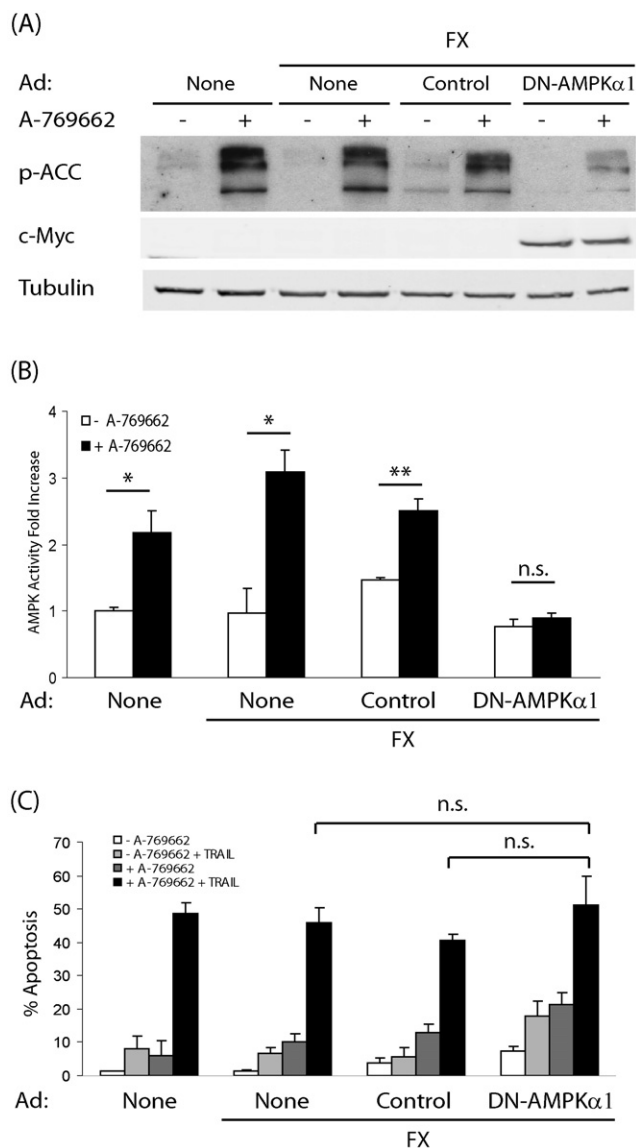 (A)
FX
Ad: None None Control DN-AMPKα1
A-769662 - + - + - + - +
p-ACC
c-Myc
Tubulin
(B)
4
- A-769662
+ A-769662
*
*
**
n.s.
3
2
1
0
AMPK Activity Fold Increase
Ad: None None Control DN-AMPKα1
FX
(C)
n.s.
n.s.
70
- A-769662
- A-769662 + TRAIL
+ A-769662
+ A-769662 + TRAIL
60
50
40
30
20
10
0
% Apoptosis
Ad: None None Control DN-AMPKα1
FX